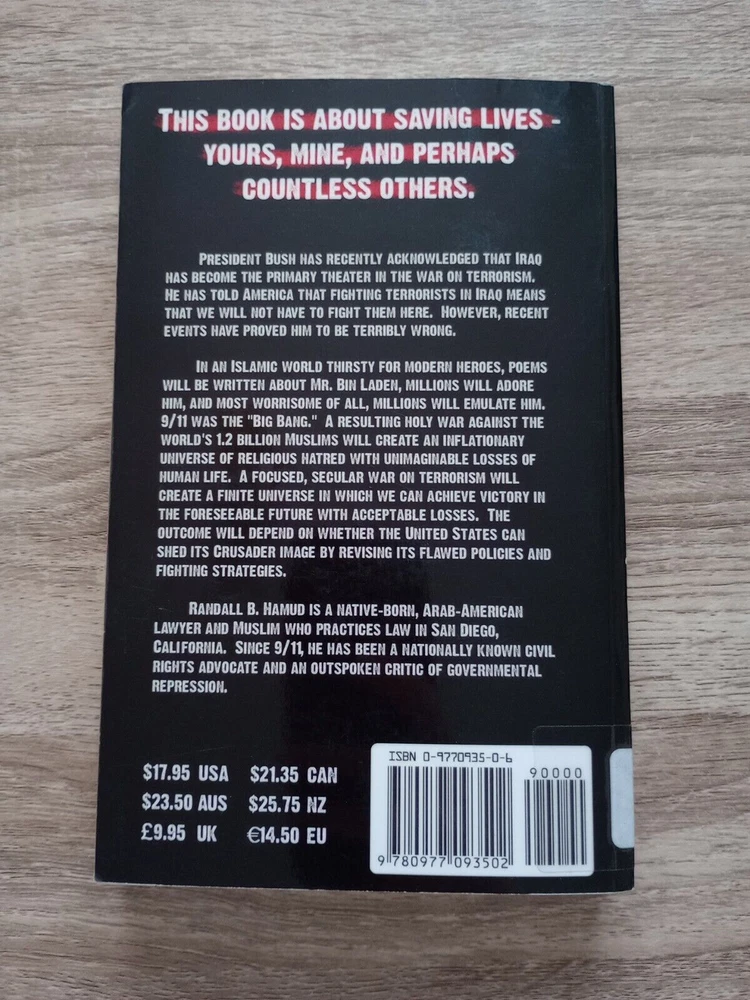 THIS BOOK IS ABOUT SAVING LIVES -
YOURS, MINE, AND PERHAPS
COUNTLESS OTHERS.
PRESIDENT BUSH HAS RECENTLY ACKNOWLEDGED THAT IRAQ
HAS BECOME THE PRIMARY THEATER IN THE WAR ON TERRORISM.
HE HAS TOLD AMERICA THAT FIGHTING TERRORISTS IN IRAQ MEANS
THAT WE WILL NOT HAVE TO FIGHT THEM HERE. HOWEVER, RECENT
EVENTS HAVE PROVED HIM TO BE TERRIBLY WRONG.
IN AN ISLAMIC WORLD THIRSTY FOR MODERN HEROES, POEMS
WILL BE WRITTEN ABOUT MR. BIN LADEN, MILLIONS WILL ADORE
HIM, AND MOST WORRISOME OF ALL, MILLIONS WILL EMULATE HIM.
9/11 WAS THE "BIG BANG." A RESULTING HOLY WAR AGAINST THE
WORLD'S 1.2 BILLION MUSLIMS WILL CREATE AN INFLATIONARY
UNIVERSE OF RELIGIOUS HATRED WITH UNIMAGINABLE LOSSES OF
HUMAN LIFE. A FOCUSED, SECULAR WAR ON TERRORISM WILL
CREATE A FINITE UNIVERSE IN WHICH WE CAN ACHIEVE VICTORY IN
THE FORESEEABLE FUTURE WITH ACCEPTABLE LOSSES. THE
OUTCOME WILL DEPEND ON WHETHER THE UNITED STATES CAN
SHED ITS CRUSADER IMAGE BY REVISING ITS FLAWED POLICIES AND
FIGHTING STRATEGIES.
RANDALL B. HAMUD IS A NATIVE-BORN, ARAB-AMERICAN
LAWYER AND MUSLIM WHO PRACTICES LAW IN SAN DIEGO,
CALIFORNIA. SINCE 9/11, HE HAS BEEN A NATIONALLY KNOWN CIVIL
RIGHTS ADVOCATE AND AN OUTSPOKEN CRITIC OF GOVERNMENTAL
REPRESSION.
$17.95 USA $21.35 CAN
$23.50 AUS $25.75 NZ
£9.95 UK €14.50 EU
ISBN 0-9770935-0-6
90000
9 780977 093502